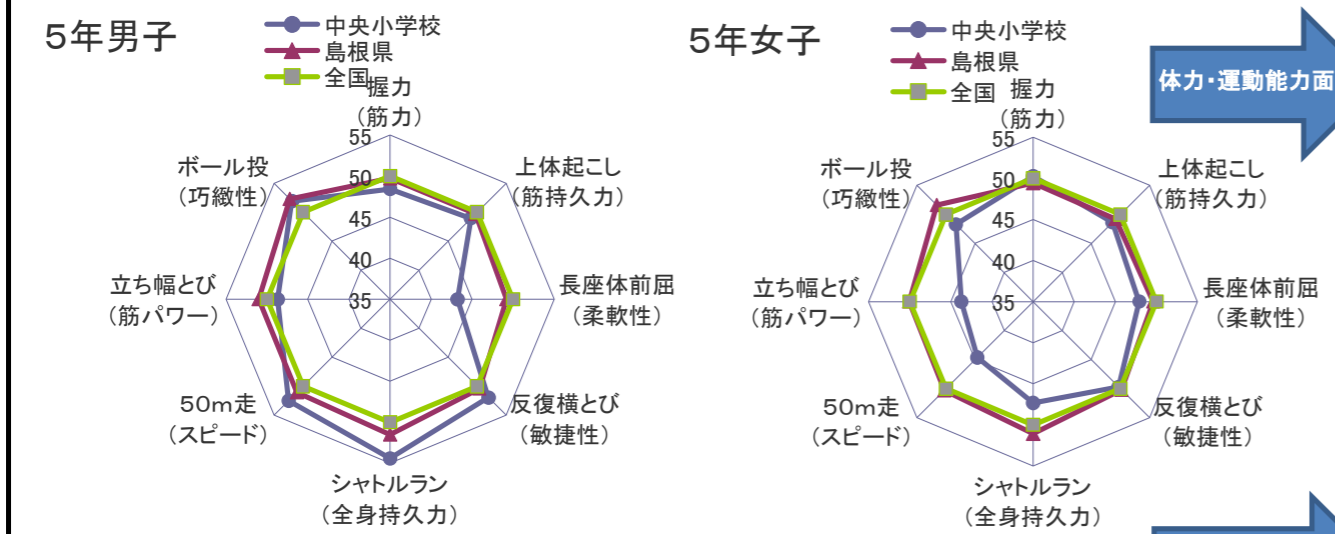 5年男子
中央小学校
島根県
全国
握力
(筋力)
上体起こし
(筋持久力)
長座体前屈
(柔軟性)
反復横とび
(敏捷性)
シャトルラン
(全身持久力)
50m走
(スピード)
立ち幅とび
(筋パワー)
ボール投
(巧緻性)
55
50
45
40
35
5年女子
中央小学校
島根県
全国
握力
(筋力)
上体起こし
(筋持久力)
長座体前屈
(柔軟性)
反復横とび
(敏捷性)
シャトルラン
(全身持久力)
50m走
(スピード)
立ち幅とび
(筋パワー)
ボール投
(巧緻性)
55
50
45
40
35
体力・運動能力面